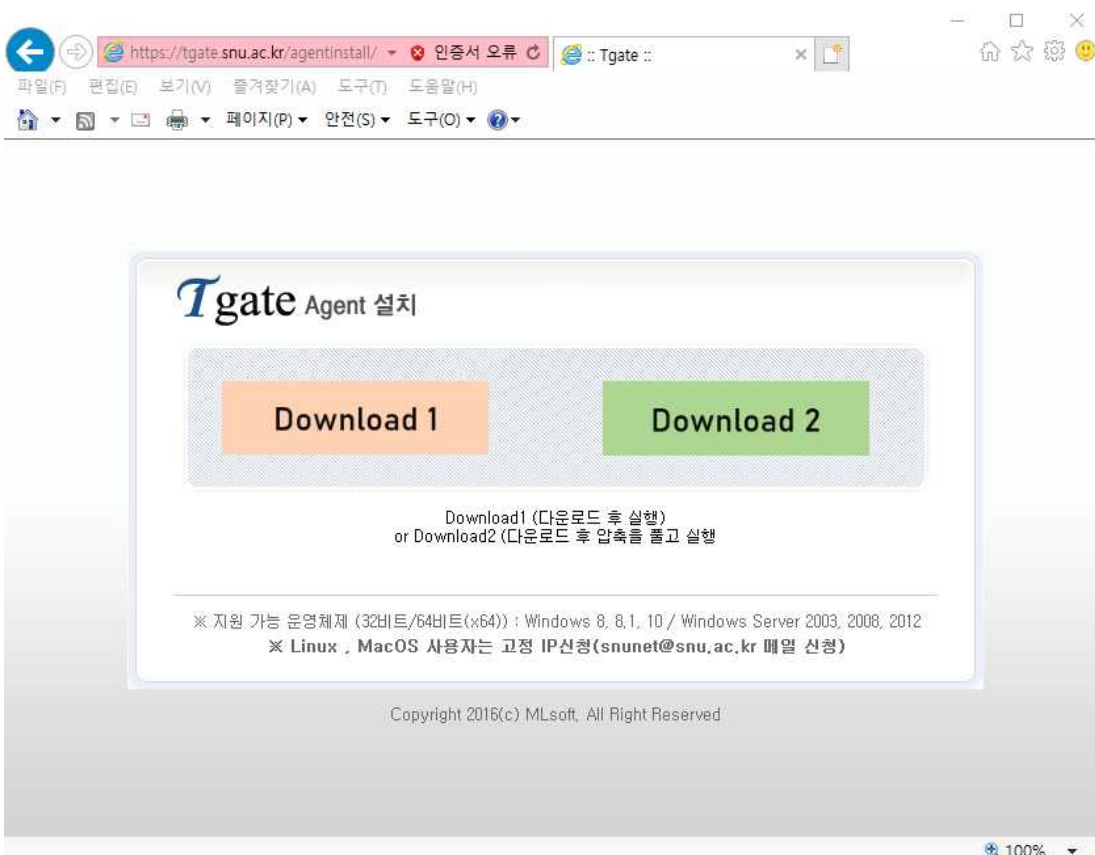 https://tgate.snu.ac.kr/agentinstall/ 인증서 오류 :: Tgate ::
파일(F) 편집(E) 보기(V) 즐겨찾기(A) 도구(T) 도움말(H)
페이지(P) 안전(S) 도구(O)
Tgate Agent 설치
Download 1 Download 2
Download1 (다운로드 후 실행)
or Download2 (다운로드 후 압축을 풀고 실행
※ 지원 가능 운영체제 (32비트/64비트(x64)) : Windows 8, 8.1, 10 / Windows Server 2003, 2008, 2012
※ Linux , MacOS 사용자는 고정 IP신청(snunet@snu.ac.kr 메일 신청)
Copyright 2016(c) MLsoft, All Right Reserved
100%